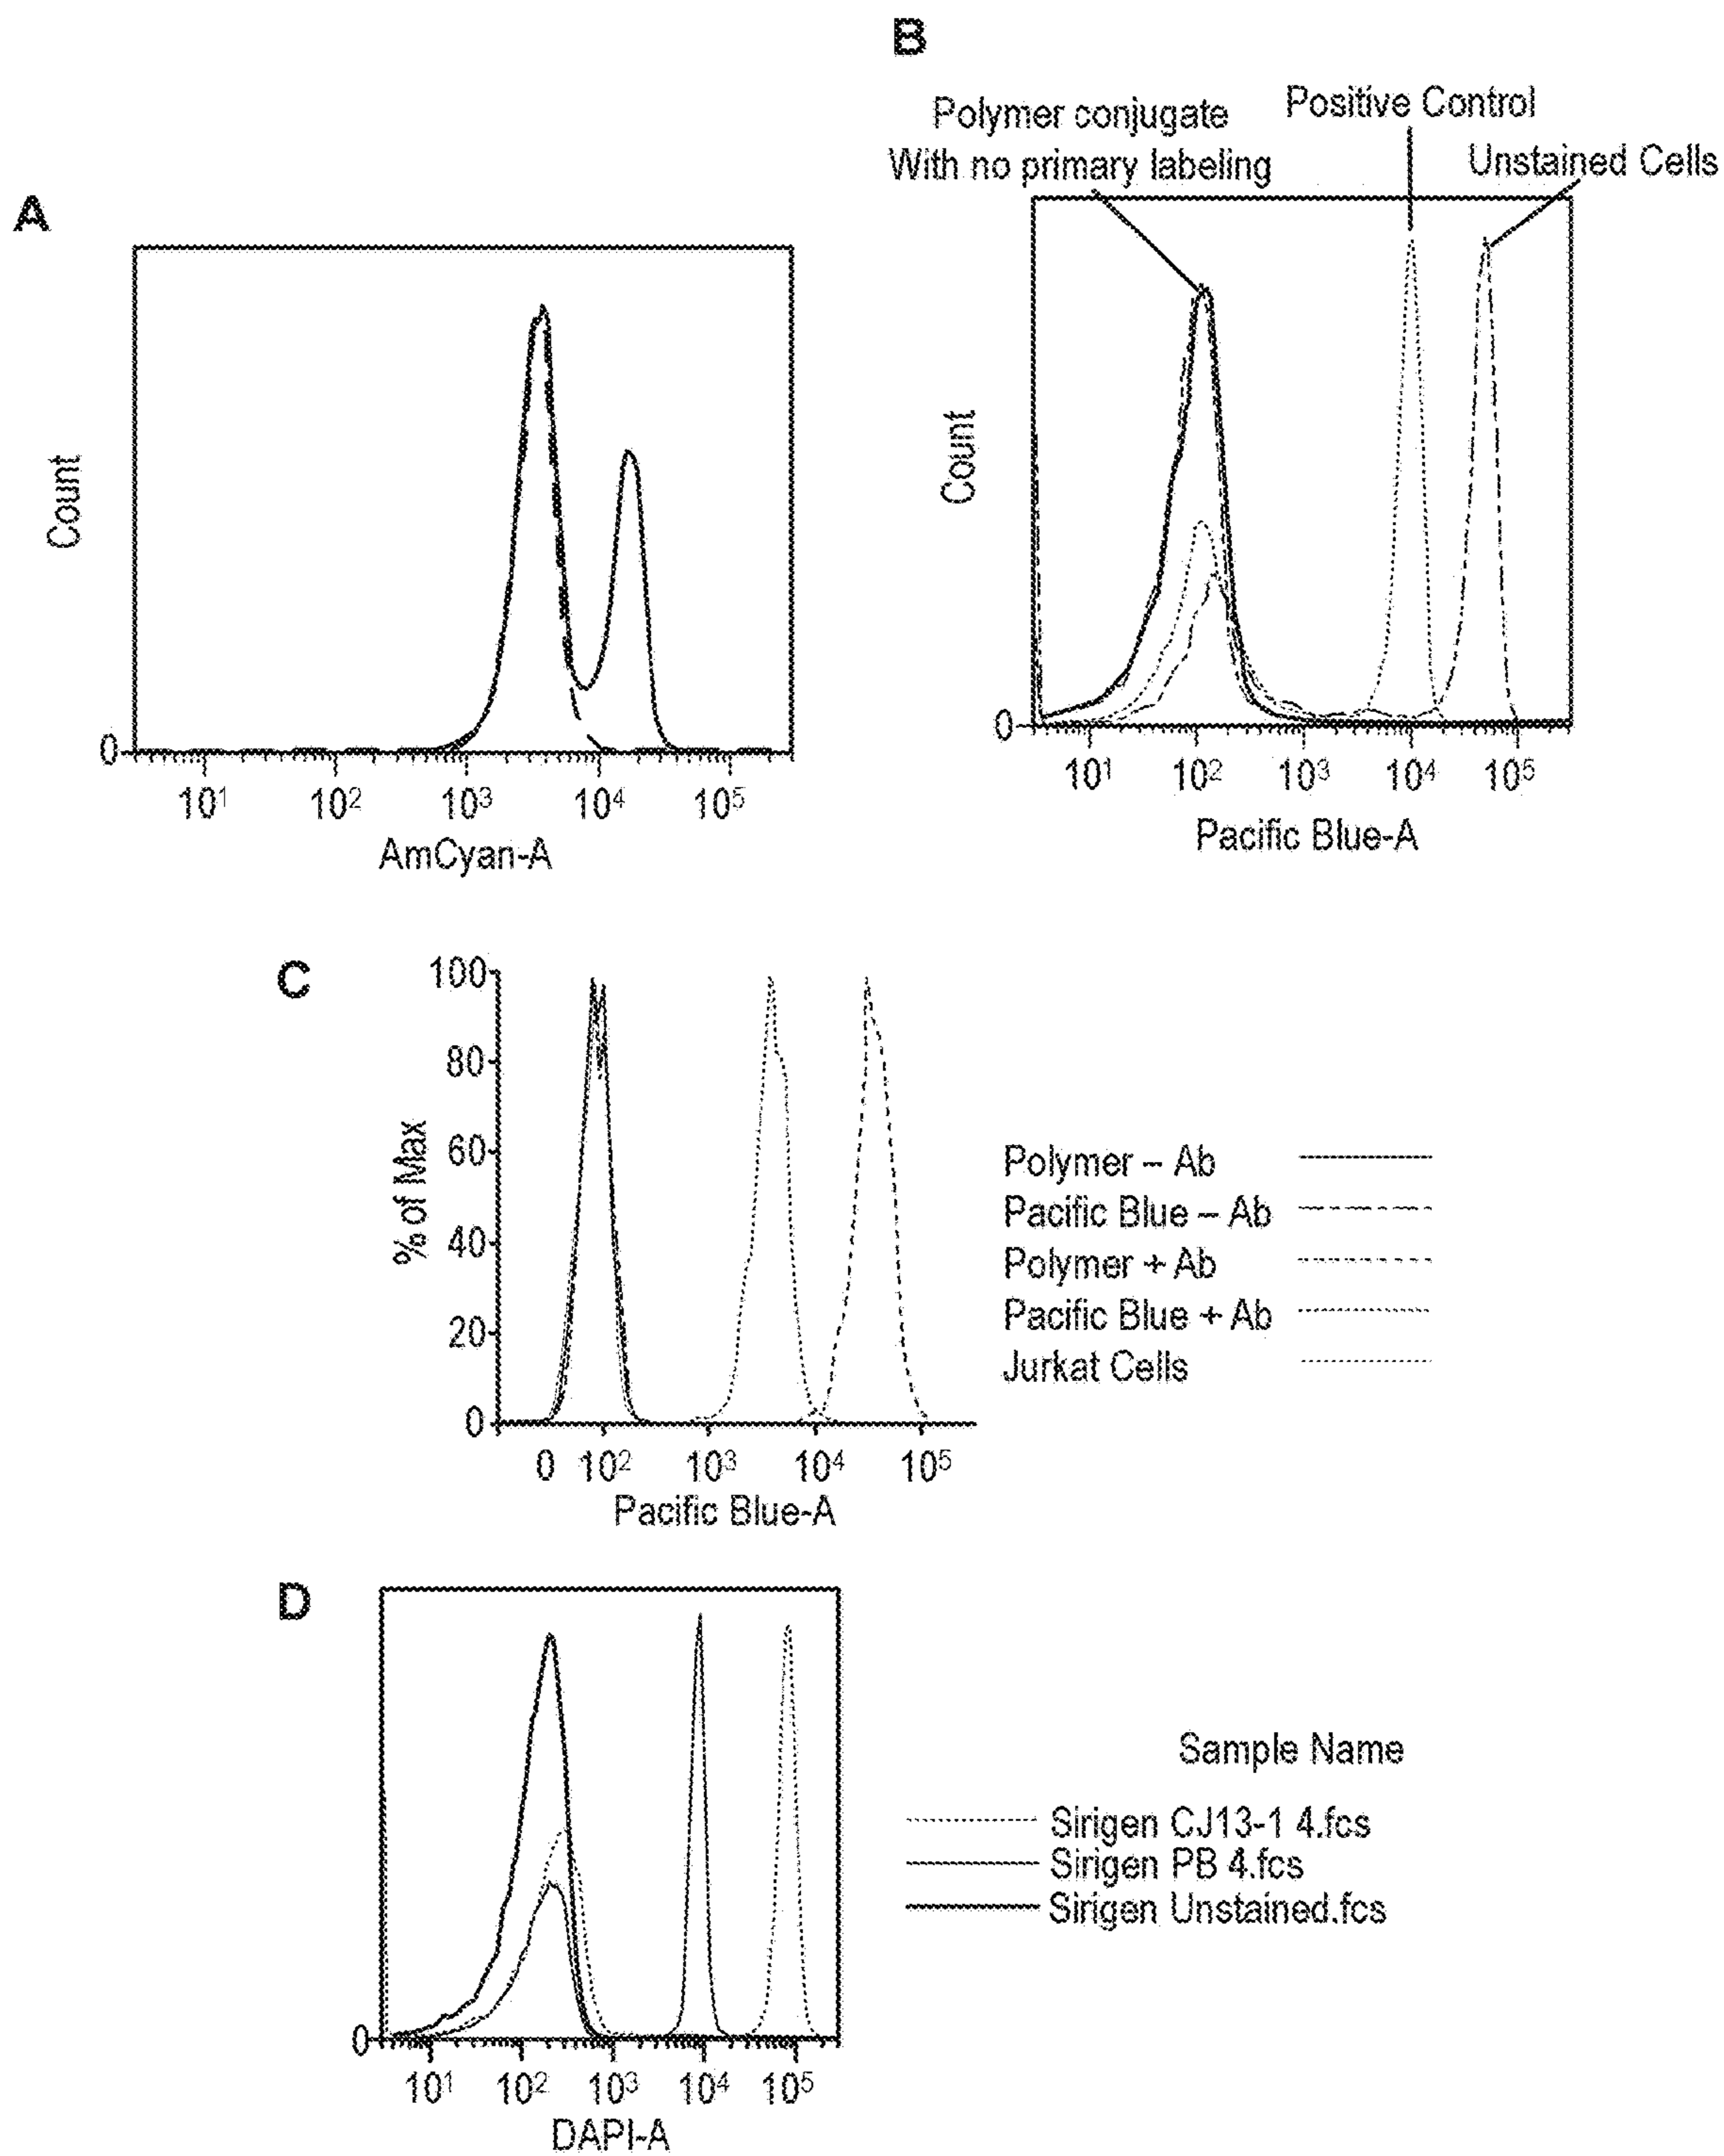 A
Count
0
10¹ 10² 10³ 10⁴ 10⁵
AmCyan-A
B
Polymer conjugate
With no primary labeling
Positive Control
Unstained Cells
Count
0
10¹ 10² 10³ 10⁴ 10⁵
Pacific Blue-A
C
% of Max
100
80
60
40
20
0
0 10² 10³ 10⁴ 10⁵
Pacific Blue-A
Polymer – Ab
Pacific Blue – Ab
Polymer + Ab
Pacific Blue + Ab
Jurkat Cells
D
0
10¹ 10² 10³ 10⁴ 10⁵
DAPI-A
Sample Name
Sirigen CJ13-1 4.fcs
Sirigen PB 4.fcs
Sirigen Unstained.fcs